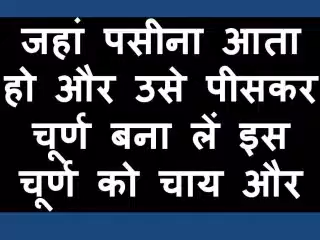 जहां पसीना आता
हो और उसे पीसकर
चूर्ण बना लें इस
चूर्ण को चाय और